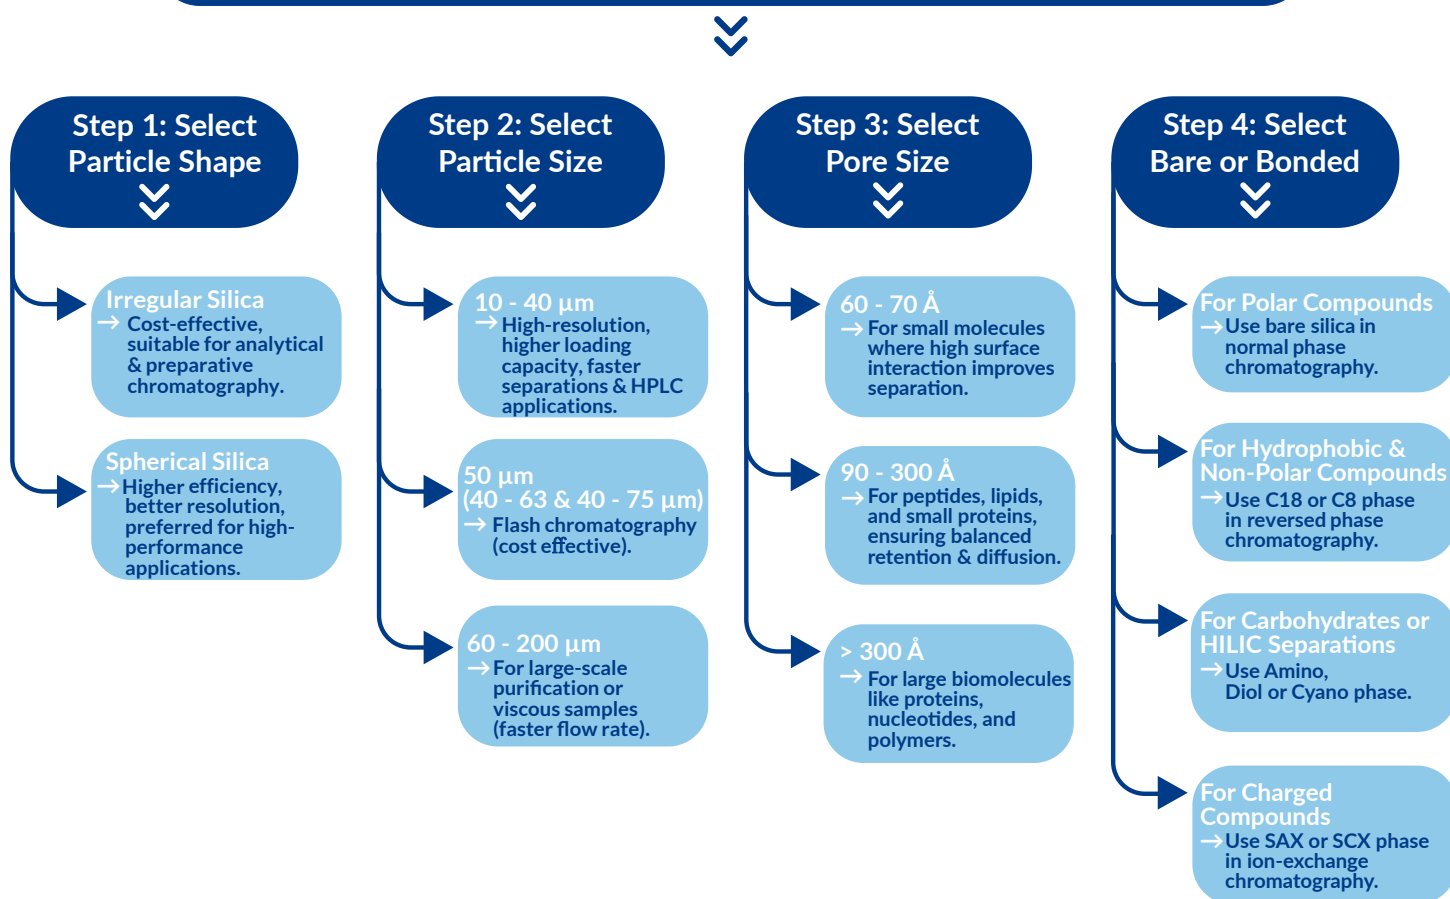 Step 1: Select
Particle Shape
Irregular Silica
→ Cost-effective,
suitable for analytical
& preparative
chromatography.
Spherical Silica
→ Higher efficiency,
better resolution,
preferred for high-
performance
applications.
Step 2: Select
Particle Size
10 - 40 µm
→ High-resolution,
higher loading
capacity, faster
separations & HPLC
applications.
50 µm
(40 - 63 & 40 - 75 µm)
→ Flash chromatography
(cost effective).
60 - 200 µm
→ For large-scale
purification or
viscous samples
(faster flow rate).
Step 3: Select
Pore Size
60 - 70 Å
→ For small molecules
where high surface
interaction improves
separation.
90 - 300 Å
→ For peptides, lipids,
and small proteins,
ensuring balanced
retention & diffusion.
> 300 Å
→ For large biomolecules
like proteins,
nucleotides, and
polymers.
Step 4: Select
Bare or Bonded
For Polar Compounds
→ Use bare silica in
normal phase
chromatography.
For Hydrophobic &
Non-Polar Compounds
→ Use C18 or C8 phase
in reversed phase
chromatography.
For Carbohydrates or
HILIC Separations
→ Use Amino,
Diol or Cyano phase.
For Charged
Compounds
→ Use SAX or SCX phase
in ion-exchange
chromatography.